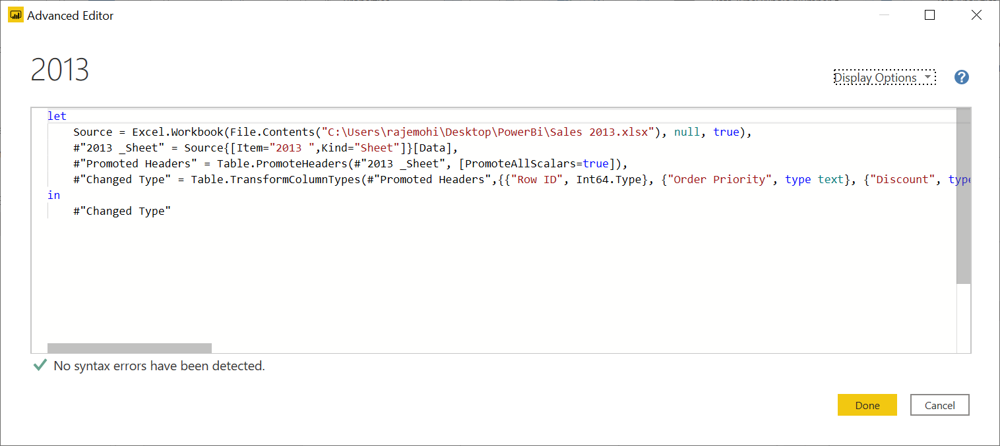 Advanced Editor
2013
Display Options
?
let
Source = Excel.Workbook(File.Contents("C:\Users\rajemohi\Desktop\PowerBi\Sales 2013.xlsx"), null, true),
#"2013 _Sheet" = Source{[Item="2013 ",Kind="Sheet"]}[Data],
#"Promoted Headers" = Table.PromoteHeaders(#"2013 _Sheet", [PromoteAllScalars=true]),
#"Changed Type" = Table.TransformColumnTypes(#"Promoted Headers",{{"Row ID", Int64.Type}, {"Order Priority", type text}, {"Discount", type
in
#"Changed Type"
No syntax errors have been detected.
Done
Cancel